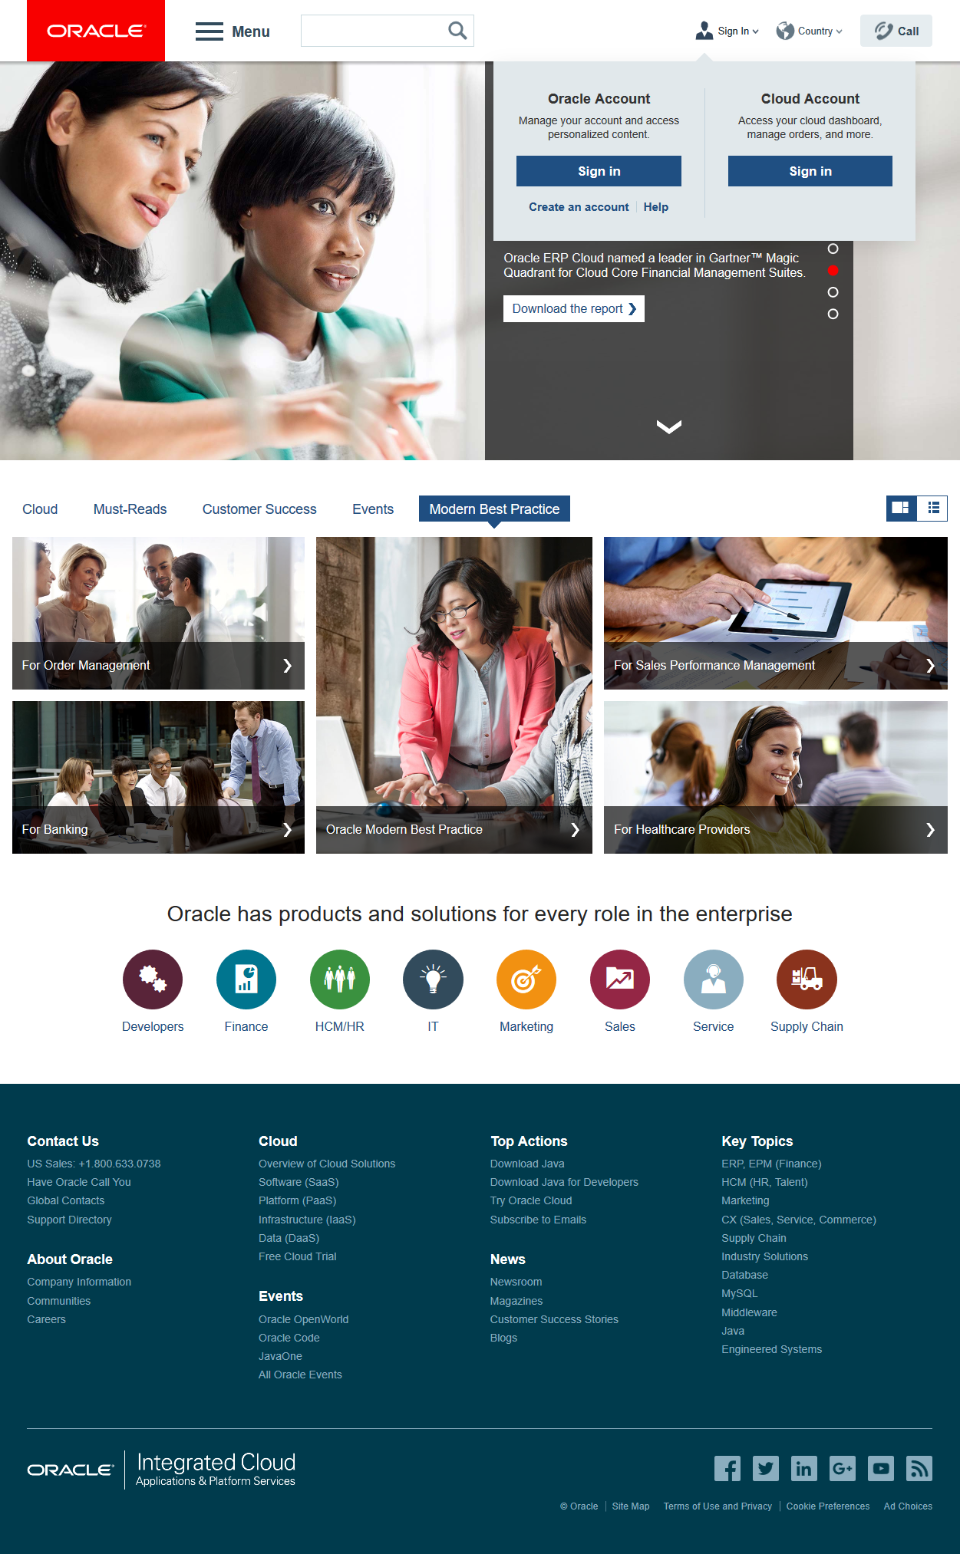 ORACLE
Menu
Sign In
Country
Call
Oracle Account
Manage your account and access
personalized content.
Sign in
Create an account
Help
Cloud Account
Access your cloud dashboard,
manage orders, and more.
Sign in
Oracle ERP Cloud named a leader in Gartner™ Magic
Quadrant for Cloud Core Financial Management Suites.
Download the report
Cloud
Must-Reads
Customer Success
Events
Modern Best Practice
For Order Management
For Banking
Oracle Modern Best Practice
For Sales Performance Management
For Healthcare Providers
Oracle has products and solutions for every role in the enterprise
Developers
Finance
HCM/HR
IT
Marketing
Sales
Service
Supply Chain
Contact Us
US Sales: +1.800.633.0738
Have Oracle Call You
Global Contacts
Support Directory
About Oracle
Company Information
Communities
Careers
Cloud
Overview of Cloud Solutions
Software (SaaS)
Platform (PaaS)
Infrastructure (IaaS)
Data (DaaS)
Free Cloud Trial
Events
Oracle OpenWorld
Oracle Code
JavaOne
All Oracle Events
Top Actions
Download Java
Download Java for Developers
Try Oracle Cloud
Subscribe to Emails
News
Newsroom
Magazines
Customer Success Stories
Blogs
Key Topics
ERP, EPM (Finance)
HCM (HR, Talent)
Marketing
CX (Sales, Service, Commerce)
Supply Chain
Industry Solutions
Database
MySQL
Middleware
Java
Engineered Systems
ORACLE
Integrated Cloud
Applications & Platform Services
© Oracle
Site Map
Terms of Use and Privacy
Cookie Preferences
Ad Choices